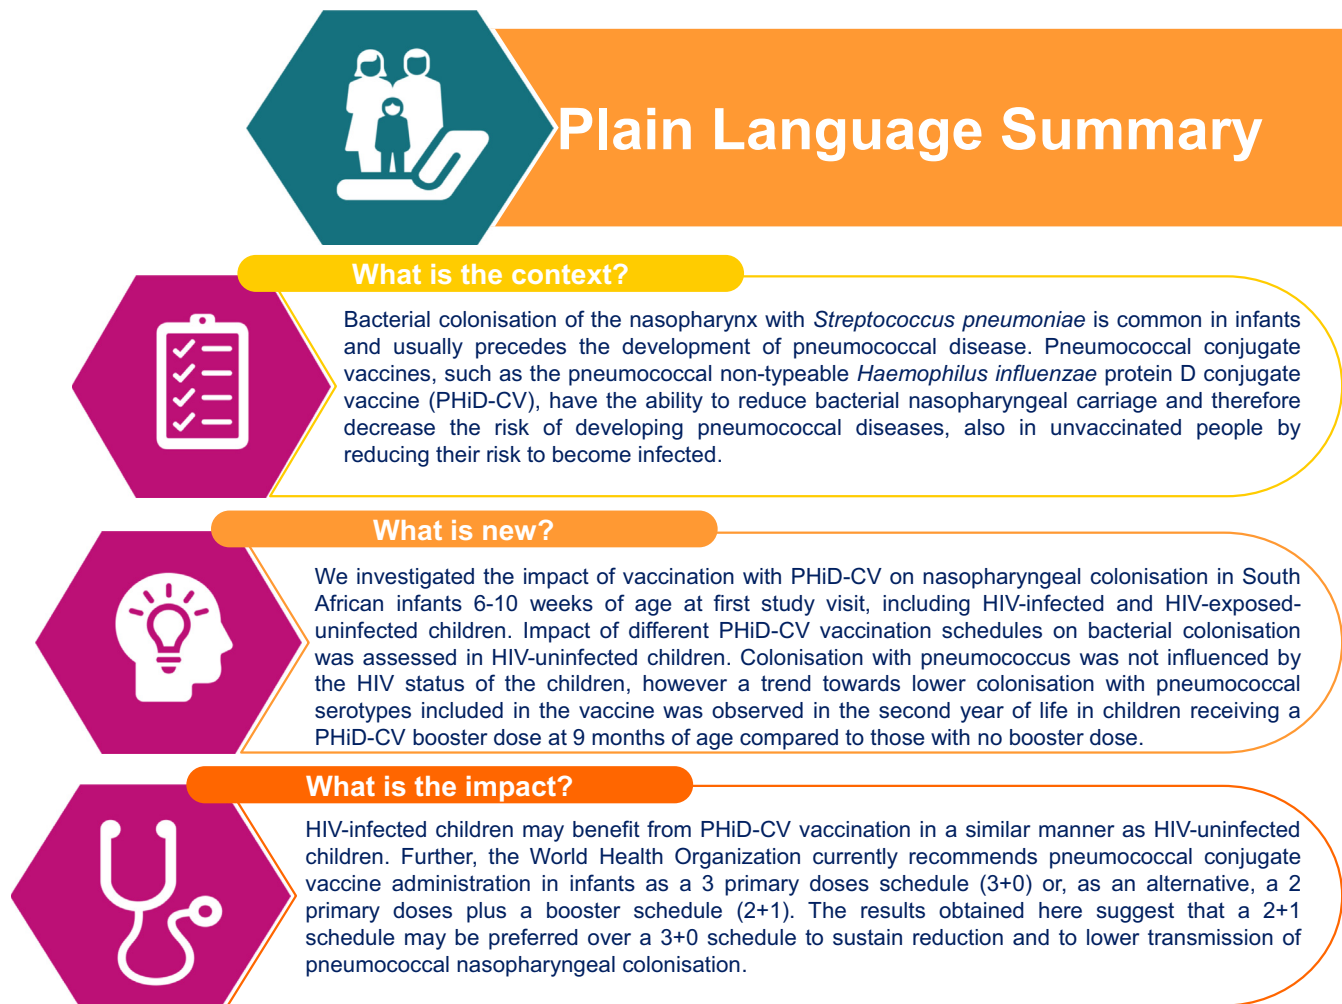 Plain Language Summary
What is the context?
Bacterial colonisation of the nasopharynx with Streptococcus pneumoniae is common in infants
and usually precedes the development of pneumococcal disease. Pneumococcal conjugate
vaccines, such as the pneumococcal non-typeable Haemophilus influenzae protein D conjugate
vaccine (PHiD-CV), have the ability to reduce bacterial nasopharyngeal carriage and therefore
decrease the risk of developing pneumococcal diseases, also in unvaccinated people by
reducing their risk to become infected.
What is new?
We investigated the impact of vaccination with PHiD-CV on nasopharyngeal colonisation in South
African infants 6-10 weeks of age at first study visit, including HIV-infected and HIV-exposed-
uninfected children. Impact of different PHiD-CV vaccination schedules on bacterial colonisation
was assessed in HIV-uninfected children. Colonisation with pneumococcus was not influenced by
the HIV status of the children, however a trend towards lower colonisation with pneumococcal
serotypes included in the vaccine was observed in the second year of life in children receiving a
PHiD-CV booster dose at 9 months of age compared to those with no booster dose.
What is the impact?
HIV-infected children may benefit from PHiD-CV vaccination in a similar manner as HIV-uninfected
children. Further, the World Health Organization currently recommends pneumococcal conjugate
vaccine administration in infants as a 3 primary doses schedule (3+0) or, as an alternative, a 2
primary doses plus a booster schedule (2+1). The results obtained here suggest that a 2+1
schedule may be preferred over a 3+0 schedule to sustain reduction and to lower transmission of
pneumococcal nasopharyngeal colonisation.